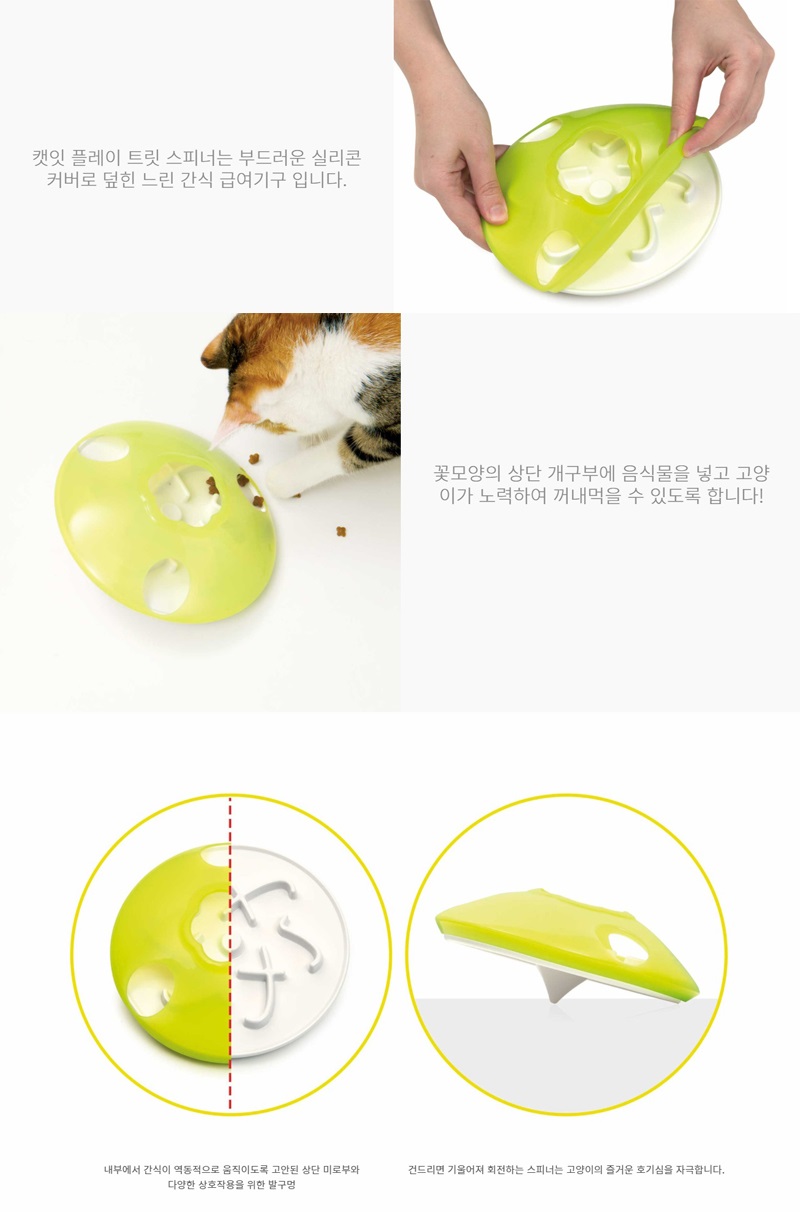 캣잇 플레이 트릿 스피너는 부드러운 실리콘
커버로 덮힌 느린 간식 급여기구 입니다.
꽃모양의 상단 개구부에 음식물을 넣고 고양
이가 노력하여 꺼내먹을 수 있도록 합니다!
내부에서 간식이 역동적으로 움직이도록 고안된 상단 미로부와
다양한 상호작용을 위한 발구멍
건드리면 기울어져 회전하는 스피너는 고양이의 즐거운 호기심을 자극합니다.